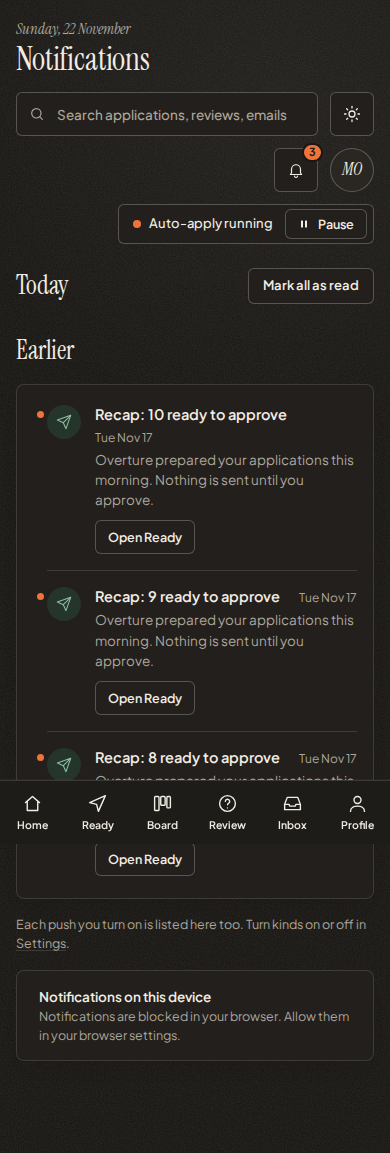 Sunday, 22 November
Notifications
Search applications, reviews, emails
3
MO
Auto-apply running
Pause
Today
Mark all as read
Earlier
Recap: 10 ready to approve
Tue Nov 17
Overture prepared your applications this
morning. Nothing is sent until you
approve.
Open Ready
Recap: 9 ready to approve Tue Nov 17
Overture prepared your applications this
morning. Nothing is sent until you
approve.
Open Ready
Recap: 8 ready to approve Tue Nov 17
Overture prepared your applications this
Home Ready Board Review Inbox Profile
Open Ready
Each push you turn on is listed here too. Turn kinds on or off in
Settings.
Notifications on this device
Notifications are blocked in your browser. Allow them
in your browser settings.